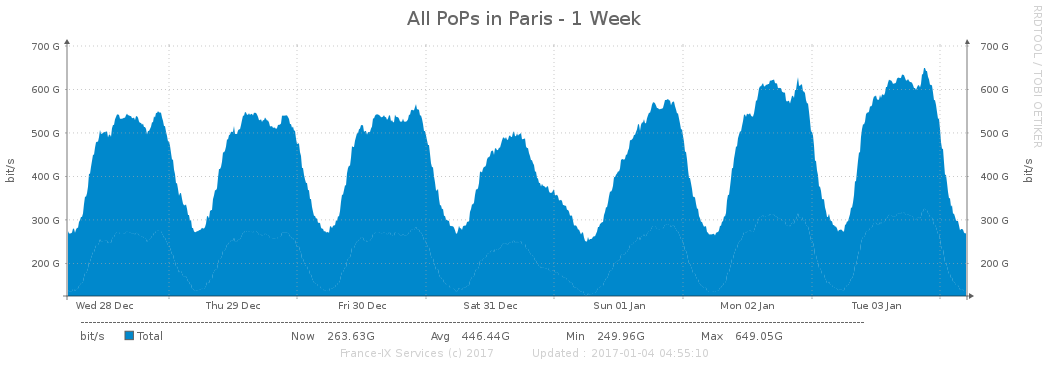 All PoPs in Paris - 1 Week
RRDTOOL / TOBI OETIKER
700 G 700 G
600 G 600 G
500 G 500 G
400 G 400 G
300 G 300 G
200 G 200 G
bit/s
bit/s
Wed 28 Dec Thu 29 Dec Fri 30 Dec Sat 31 Dec Sun 01 Jan Mon 02 Jan Tue 03 Jan
bit/s Total Now 263.63G Avg 446.44G Min 249.96G Max 649.05G
France-IX Services (c) 2017 Updated : 2017-01-04 04:55:10